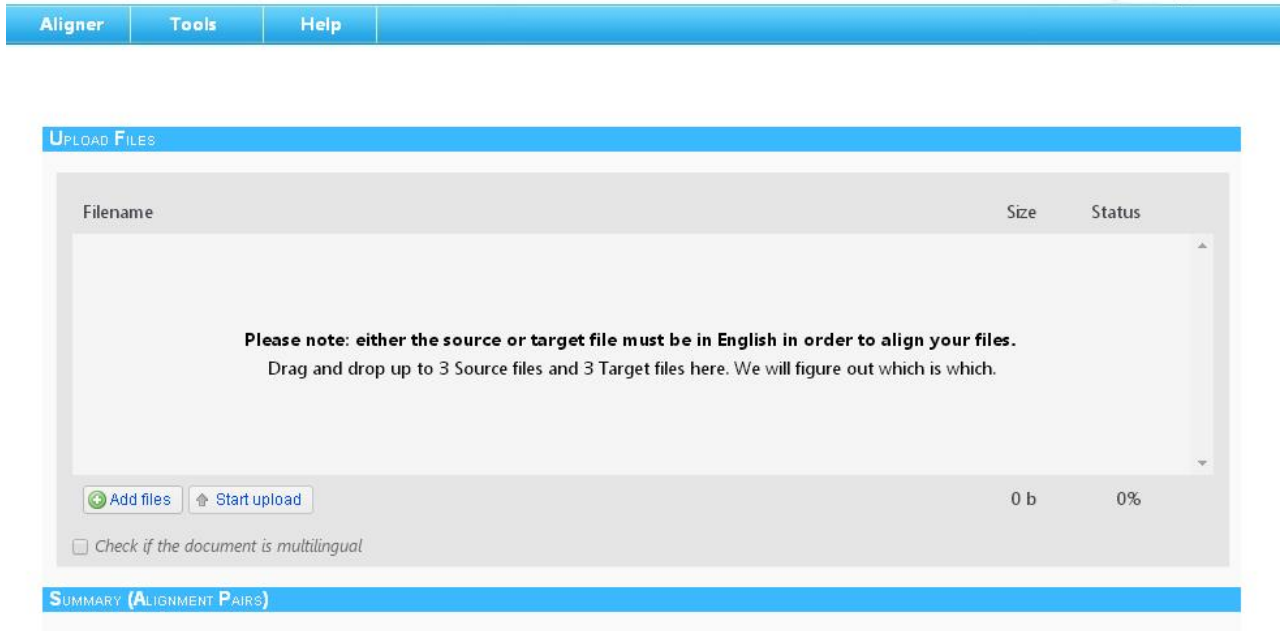 Aligner Tools Help
Upload Files
Filename Size Status
Please note: either the source or target file must be in English in order to align your files.
Drag and drop up to 3 Source files and 3 Target files here. We will figure out which is which.
Add files Start upload 0 b 0%
Check if the document is multilingual
Summary (Alignment Pairs)